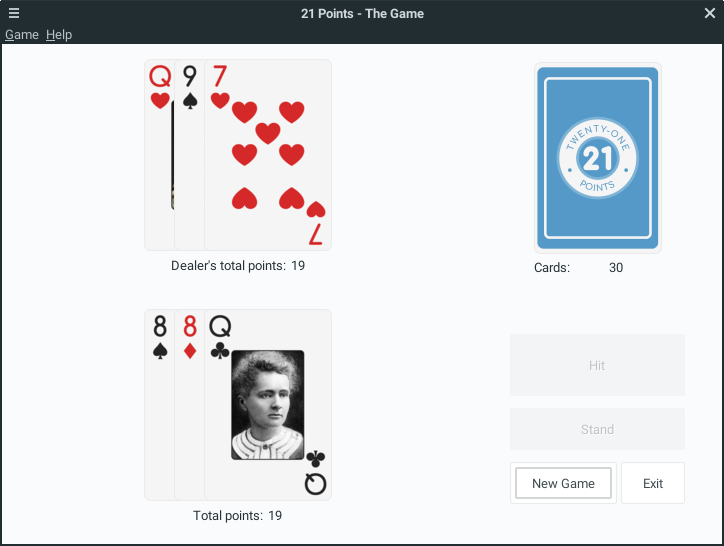 21 Points - The Game
Game Help
Q 9 7
7
TWENTY-ONE
21
POINTS
Dealer's total points: 19
Cards: 30
8 8 Q
Q
Total points: 19
Hit
Stand
New Game Exit